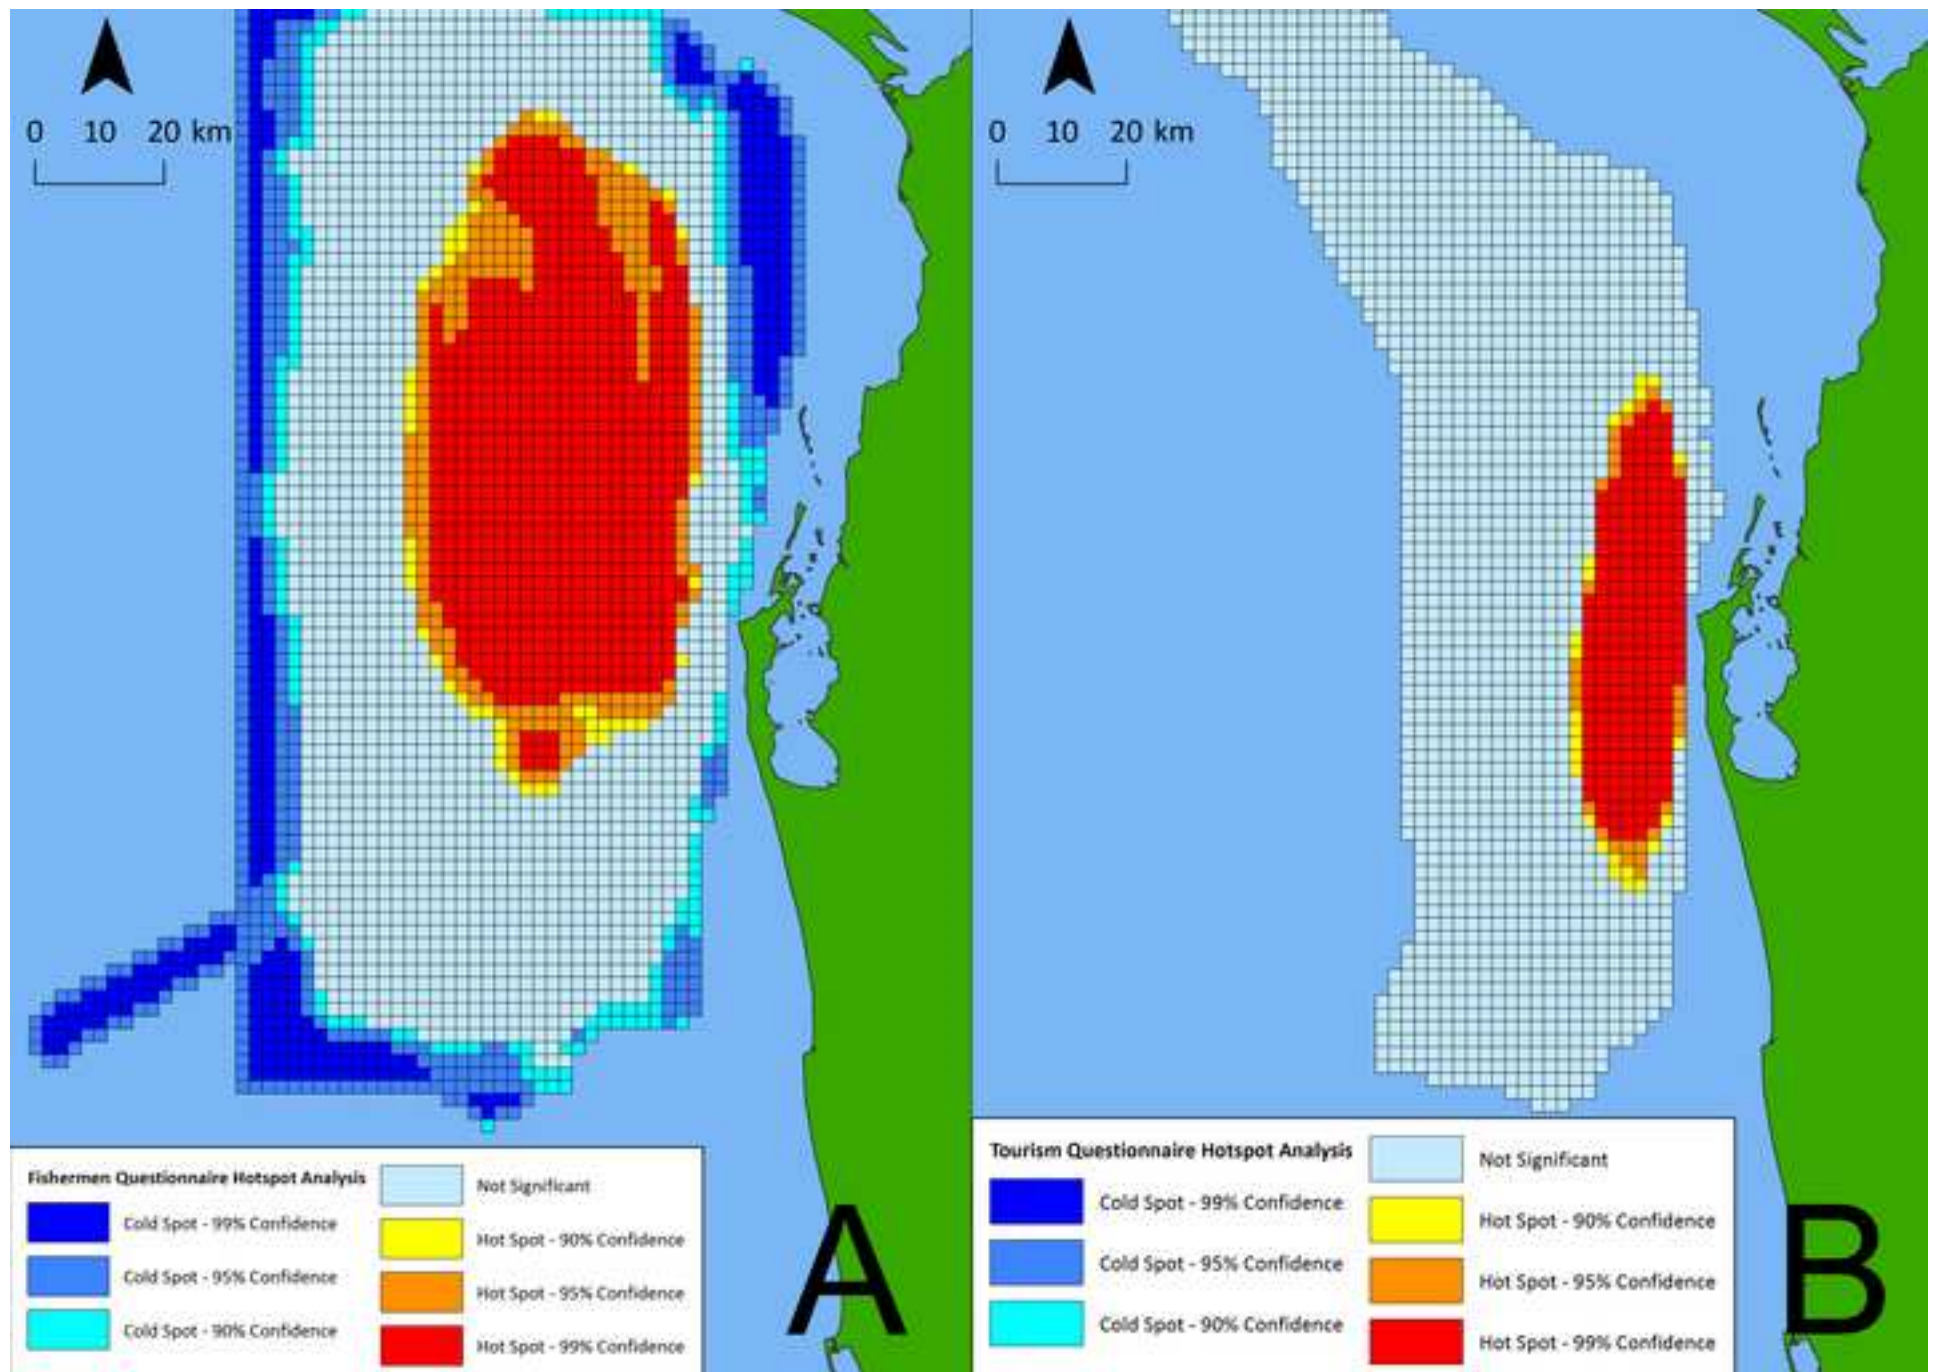 0 10 20 km
0 10 20 km
Fishermen Questionnaire Hotspot Analysis
Cold Spot - 99% Confidence
Cold Spot - 95% Confidence
Cold Spot - 90% Confidence
Not Significant
Hot Spot - 90% Confidence
Hot Spot - 95% Confidence
Hot Spot - 99% Confidence
A
Tourism Questionnaire Hotspot Analysis
Cold Spot - 99% Confidence
Cold Spot - 95% Confidence
Cold Spot - 90% Confidence
Not Significant
Hot Spot - 90% Confidence
Hot Spot - 95% Confidence
Hot Spot - 99% Confidence
B